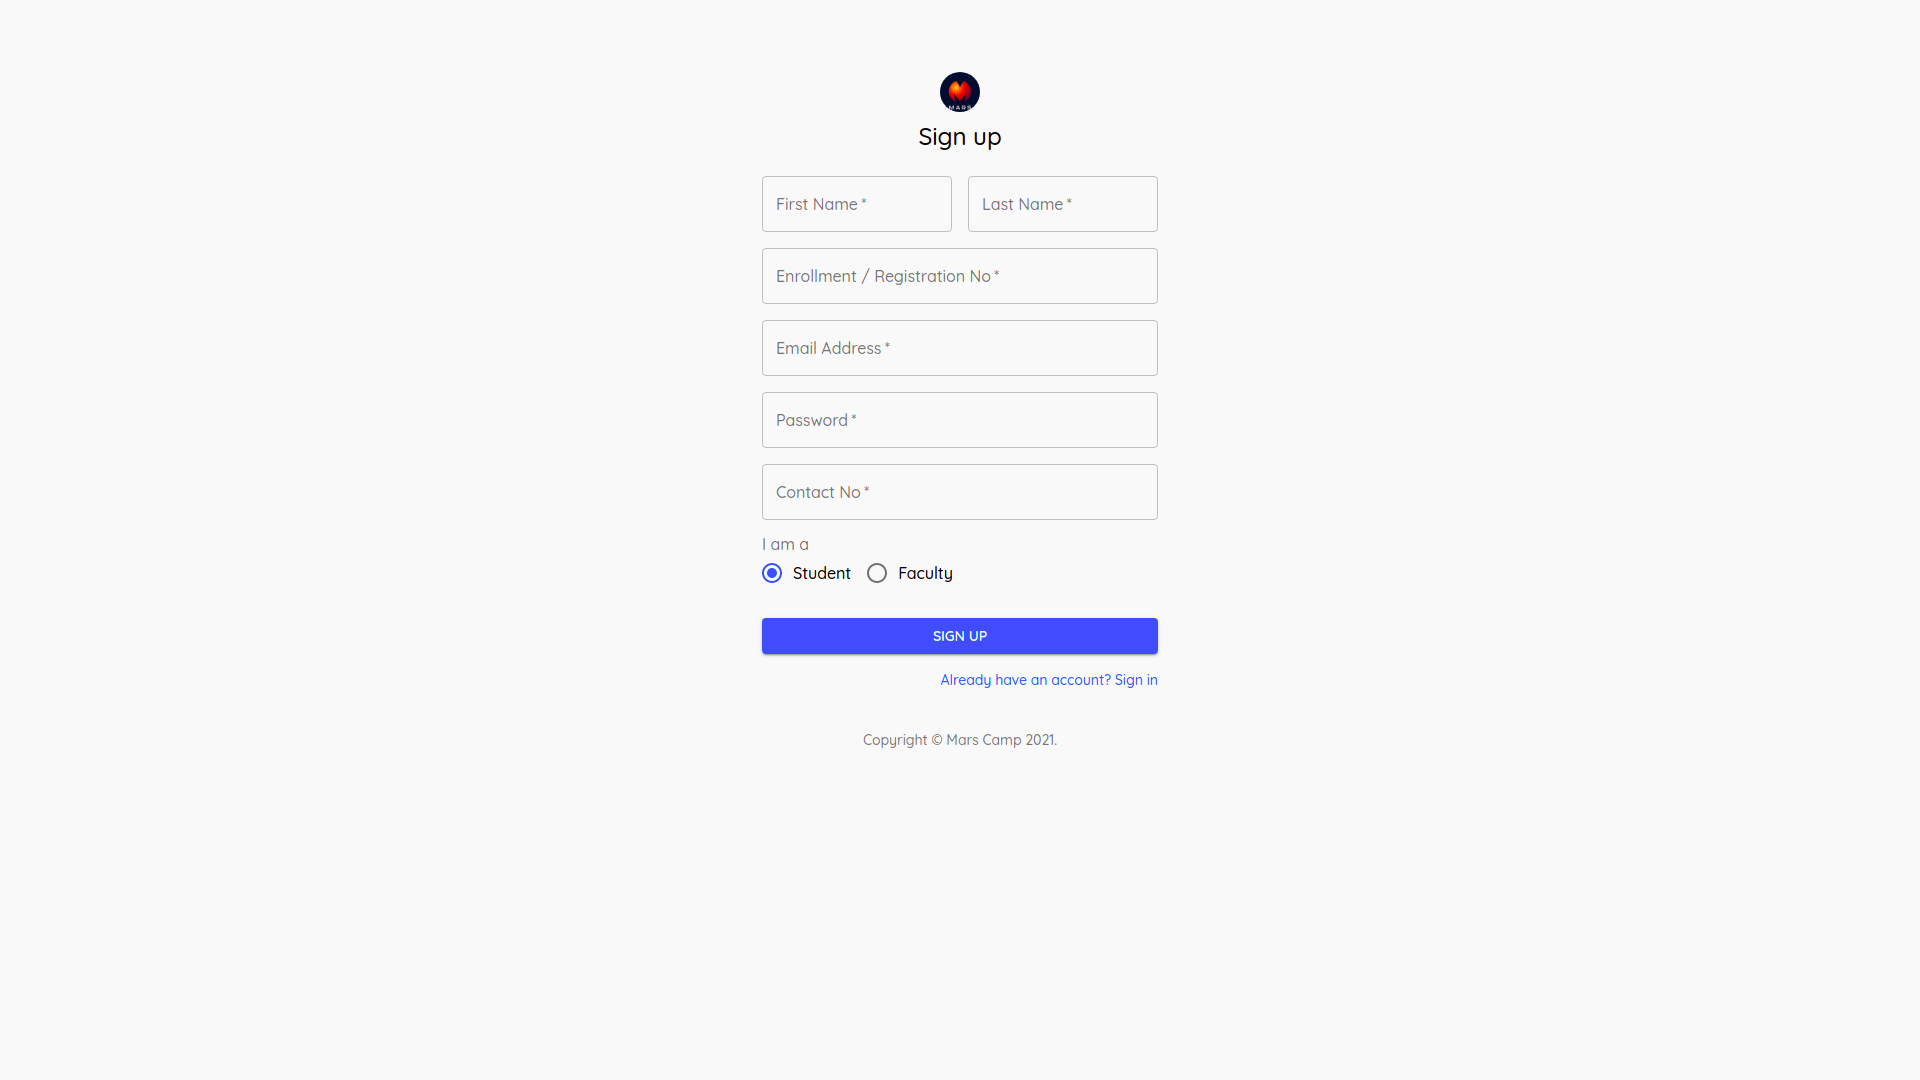 MARS
Sign up
First Name *
Last Name *
Enrollment / Registration No *
Email Address *
Password *
Contact No *
I am a
Student
Faculty
SIGN UP
Already have an account? Sign in
Copyright © Mars Camp 2021.